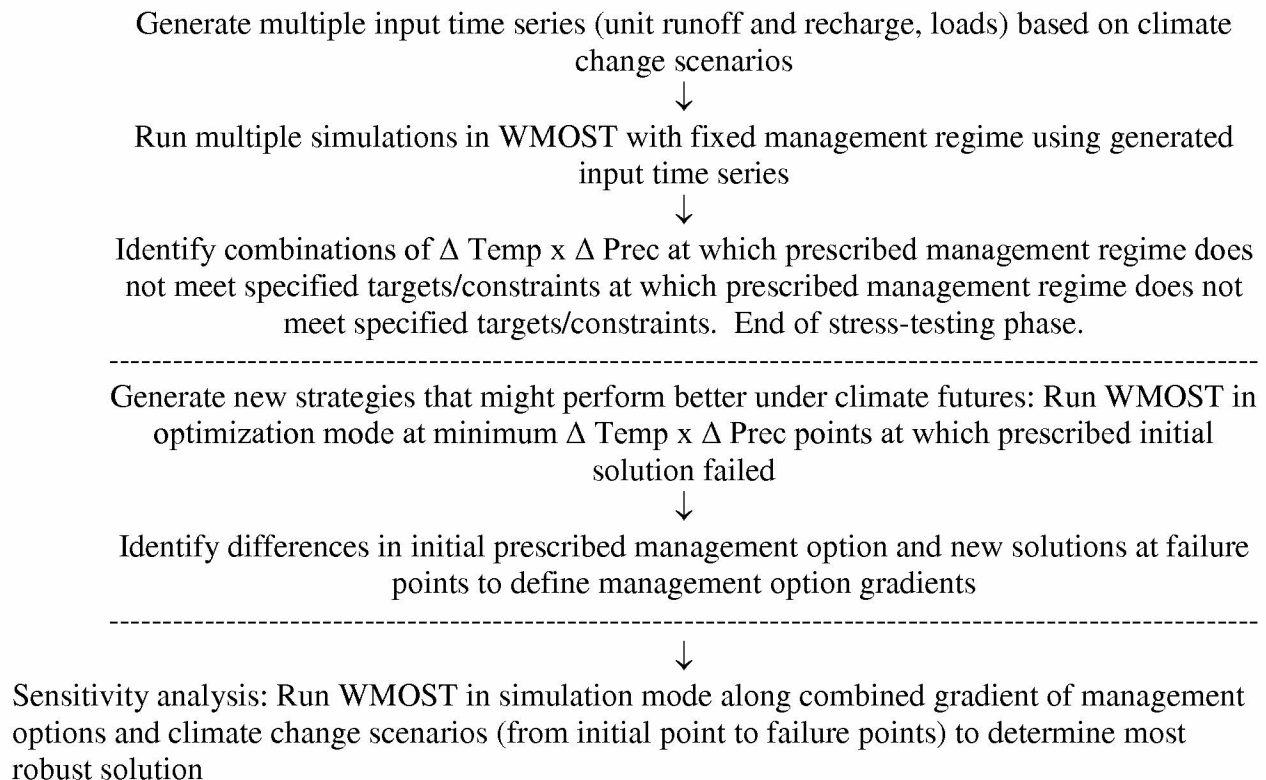 Generate multiple input time series (unit runoff and recharge, loads) based on climate
change scenarios
↓
Run multiple simulations in WMOST with fixed management regime using generated
input time series
↓
Identify combinations of Δ Temp x Δ Prec at which prescribed management regime does
not meet specified targets/constraints at which prescribed management regime does not
meet specified targets/constraints.  End of stress-testing phase.
--------------------------------------------------------------------------------------------------------------
Generate new strategies that might perform better under climate futures: Run WMOST in
optimization mode at minimum Δ Temp x Δ Prec points at which prescribed initial
solution failed
↓
Identify differences in initial prescribed management option and new solutions at failure
points to define management option gradients
--------------------------------------------------------------------------------------------------------------
↓
Sensitivity analysis: Run WMOST in simulation mode along combined gradient of management
options and climate change scenarios (from initial point to failure points) to determine most
robust solution